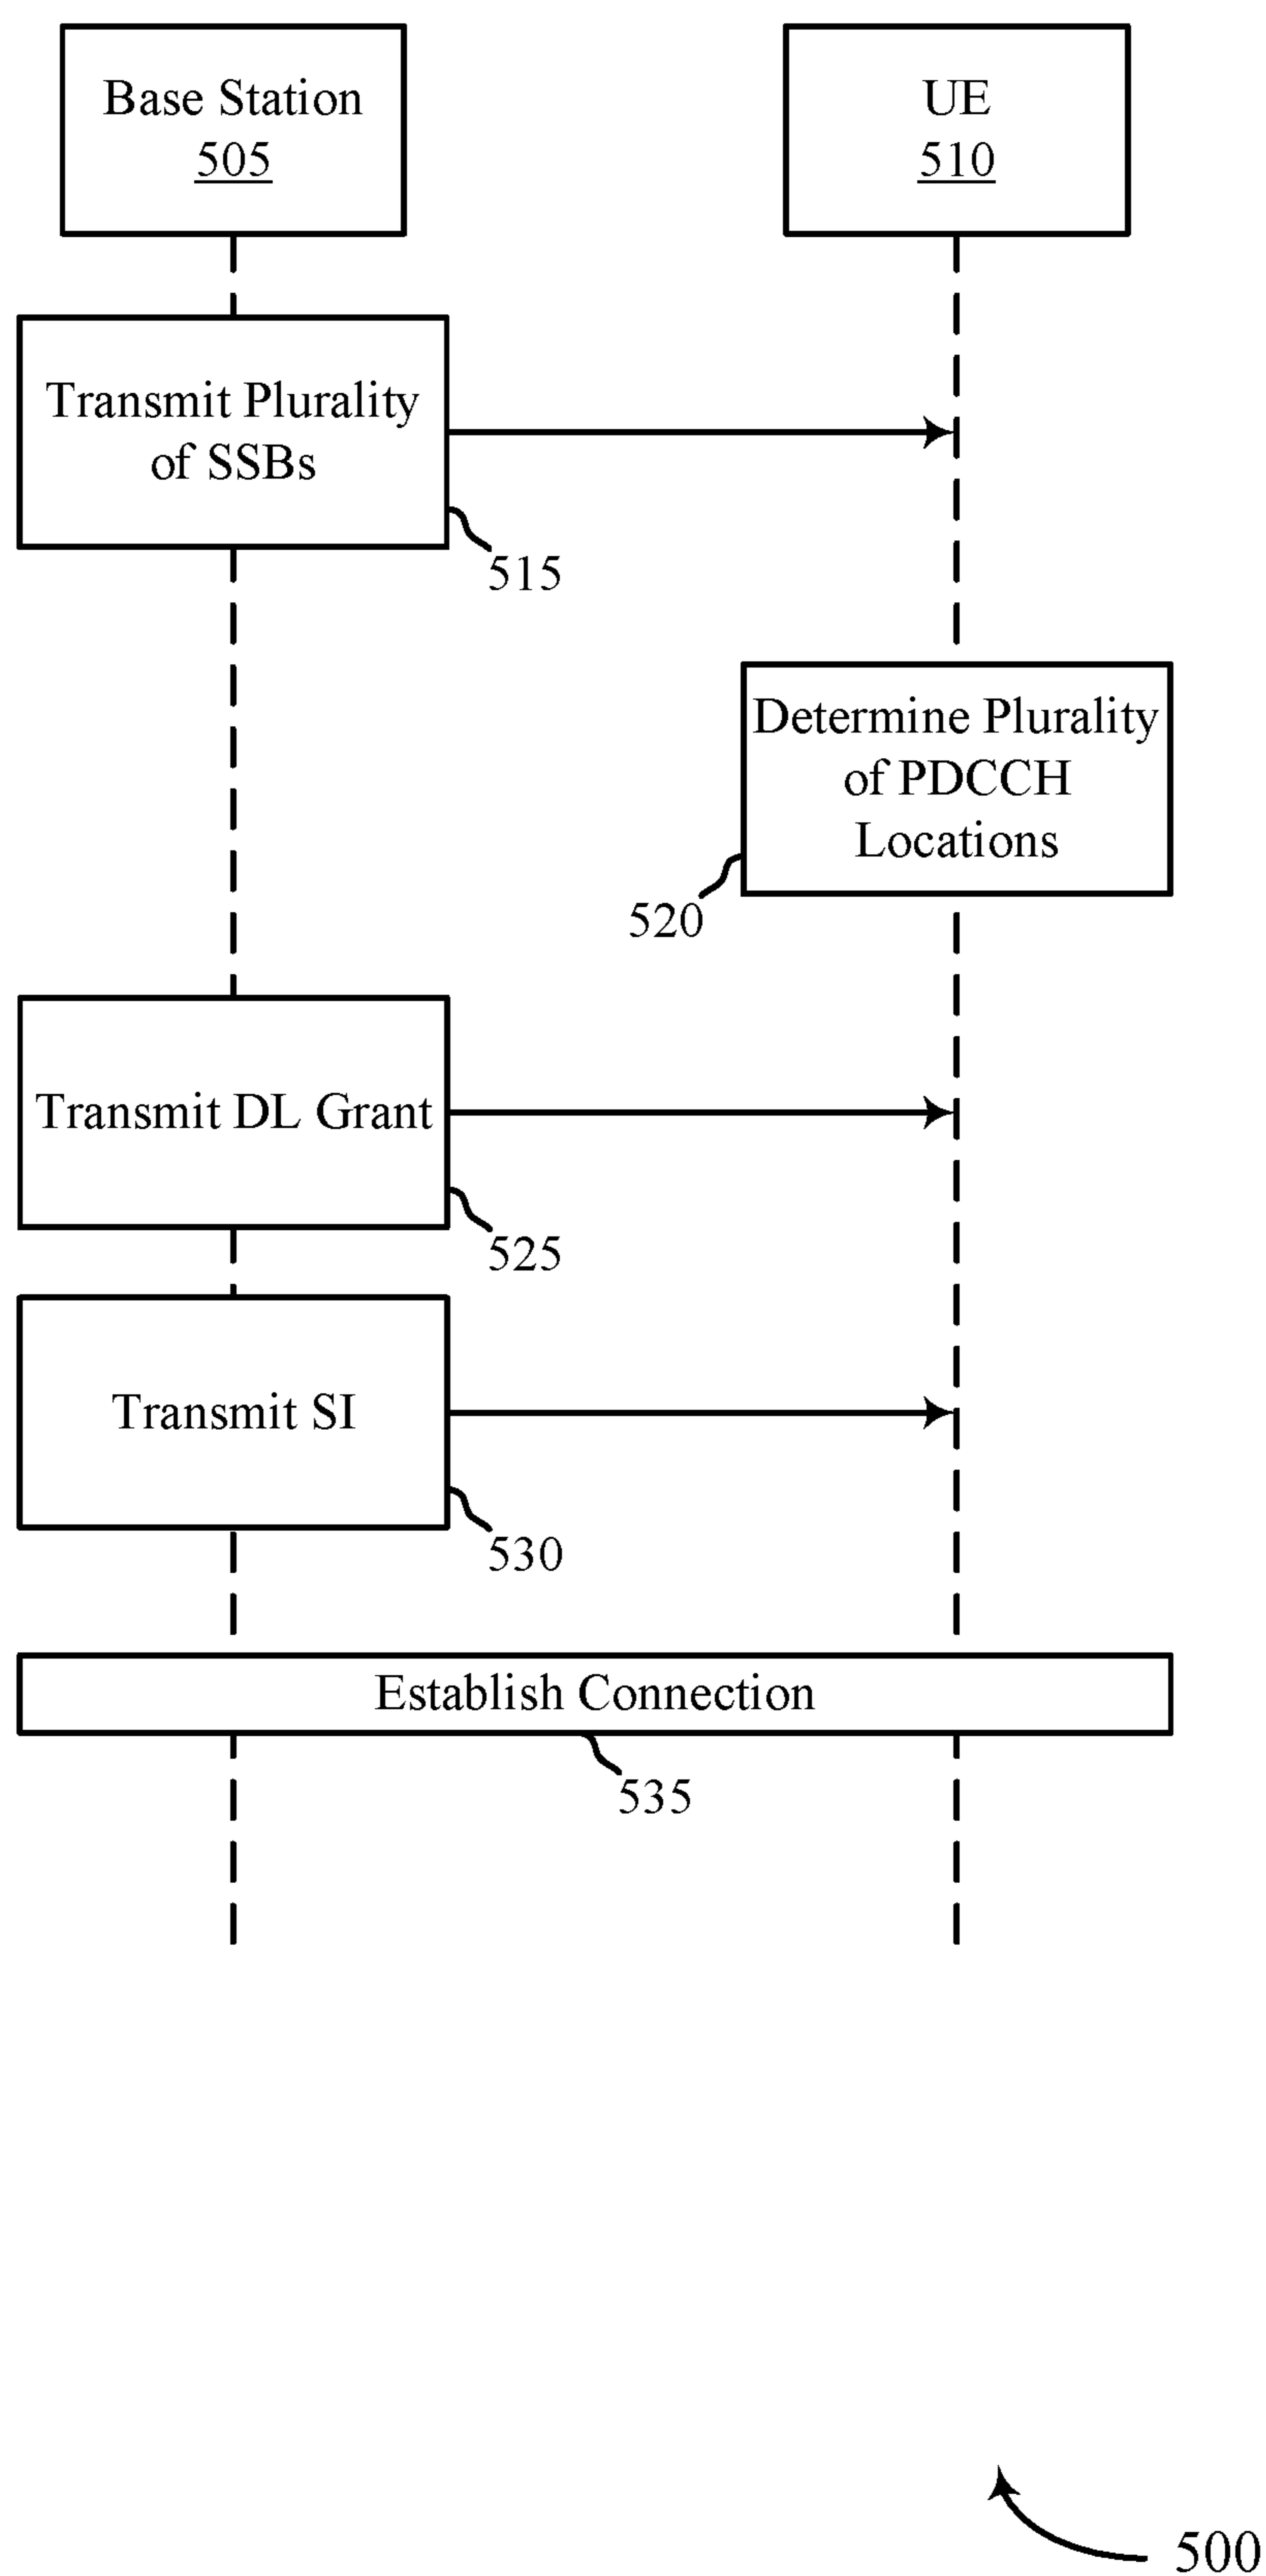 Base Station
505
UE
510
Transmit Plurality
of SSBs
515
Determine Plurality
of PDCCH
Locations
520
Transmit DL Grant
525
Transmit SI
530
Establish Connection
535
500